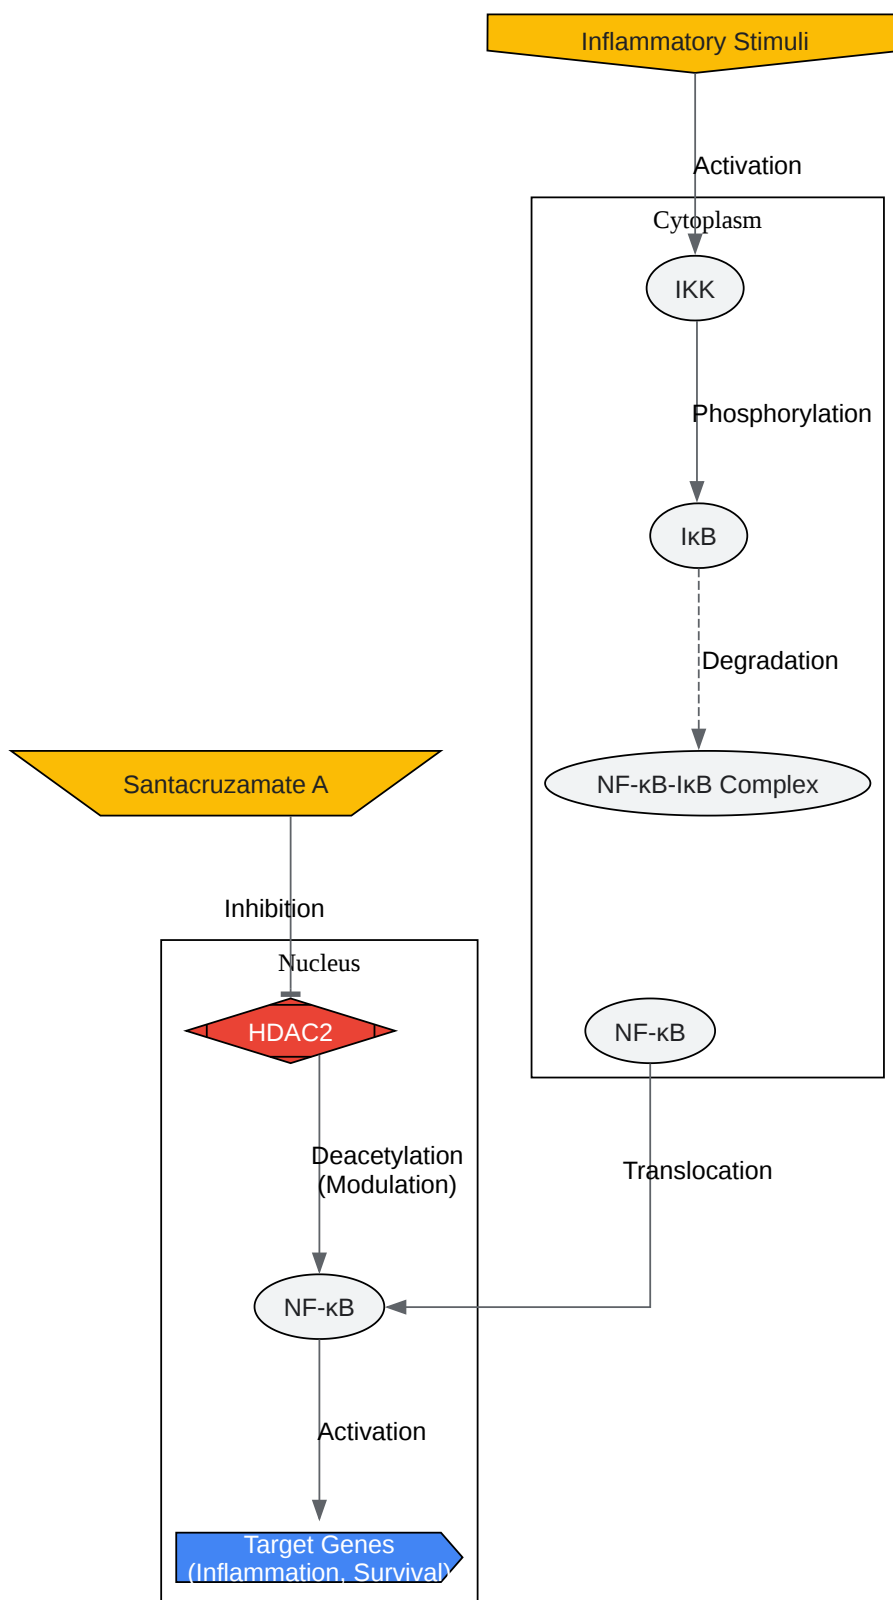 Inflammatory Stimuli
Activation
Cytoplasm
IKK
Phosphorylation
IκB
Degradation
Santacruzamate A
NF-κB-IκB Complex
Inhibition
Nucleus
HDAC2
NF-κB
Deacetylation
(Modulation)
Translocation
NF-κB
Activation
Target Genes
(Inflammation, Survival)